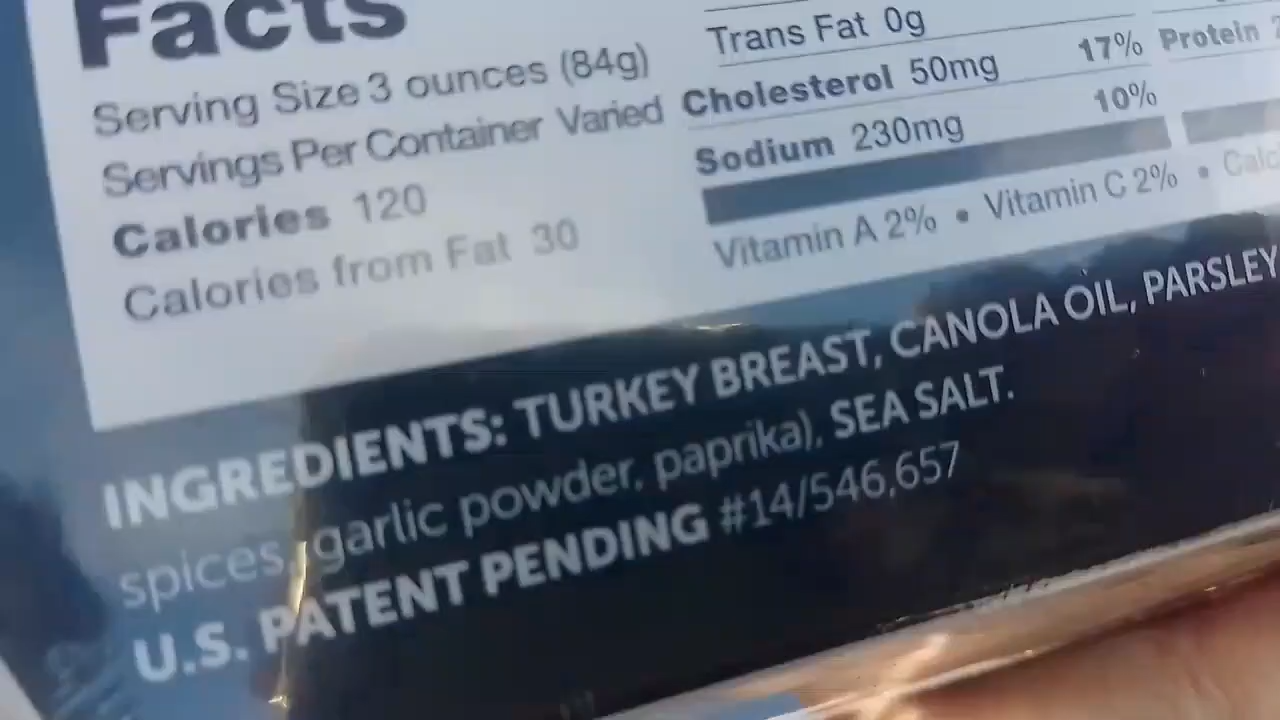 Facts
Serving Size 3 ounces (84g)
Servings Per Container Varied
Calories 120
Calories from Fat 30
Trans Fat 0g
Cholesterol 50mg 17%
Sodium 230mg 10%
Protein
Vitamin A 2% • Vitamin C 2% •
INGREDIENTS: TURKEY BREAST, CANOLA OIL, PARSLEY
spices, garlic powder, paprika), SEA SALT.
U.S. PATENT PENDING #14/546,657